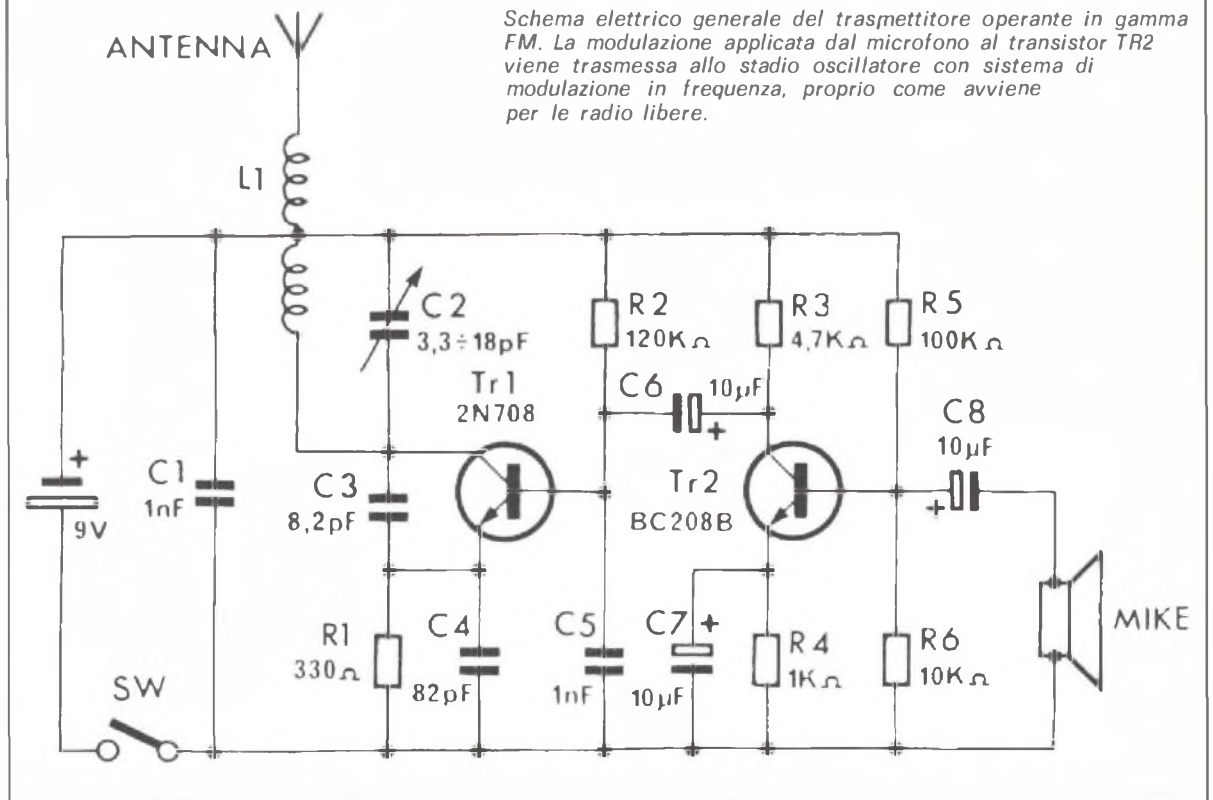 Schema elettrico generale del trasmettitore operante in gamma
FM. La modulazione applicata dal microfono al transistor TR2
viene trasmessa allo stadio oscillatore con sistema di
modulazione in frequenza, proprio come avviene
per le radio libere.
ANTENNA
L1
C2
3,3÷18pF
R2
120KΩ
R3
4,7KΩ
R5
100KΩ
Tr1
2N708
C6
10µF
+
C8
10µF
+
+
9V
C1
1nF
C3
8,2pF
Tr2
BC208B
R1
330Ω
C4
82pF
C5
1nF
C7
+
10µF
R4
1KΩ
R6
10KΩ
MIKE
SW